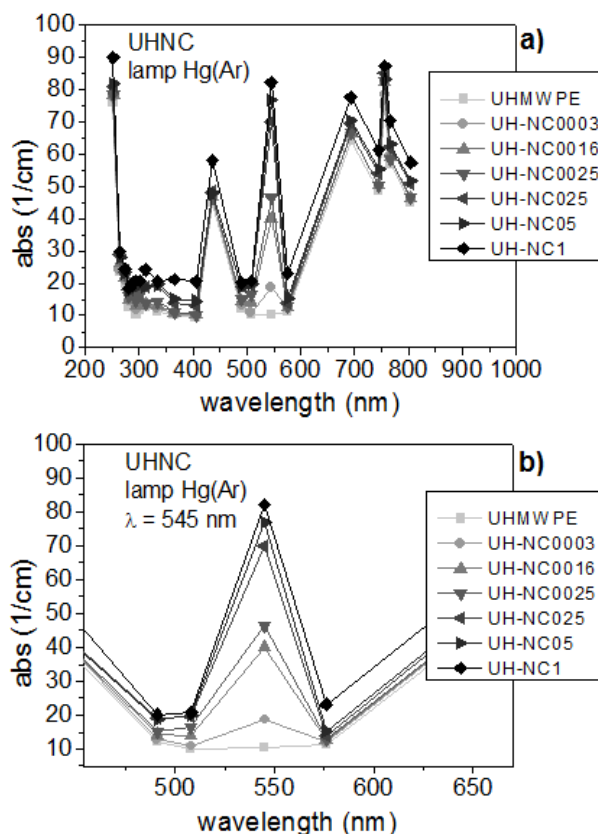 UHNC
lamp Hg(Ar)
a)
100
90
80
70
60
50
40
30
20
10
0
abs (1/cm)
UHMWPE
UH-NC0003
UH-NC0016
UH-NC0025
UH-NC025
UH-NC05
UH-NC1
200 300 400 500 600 700 800 900 1000
wavelength (nm)
UHNC
lamp Hg(Ar)
λ = 545 nm
b)
100
90
80
70
60
50
40
30
20
10
abs (1/cm)
UHMWPE
UH-NC0003
UH-NC0016
UH-NC0025
UH-NC025
UH-NC05
UH-NC1
500 550 600 650
wavelength (nm)